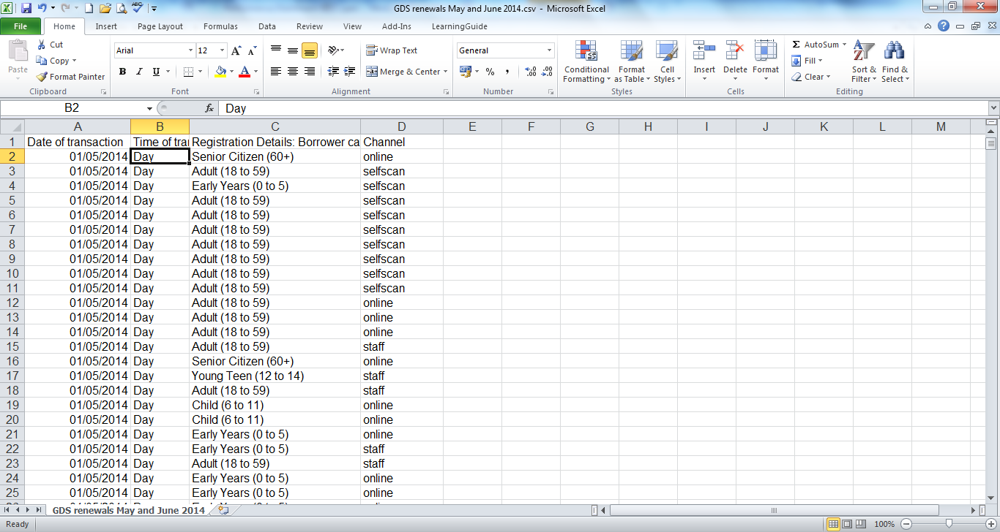 GDS renewals May and June 2014.csv - Microsoft Excel
File Home Insert Page Layout Formulas Data Review View Add-Ins LearningGuide
Paste Cut Copy Format Painter Clipboard
Arial 12 A A B I U A Font
Wrap Text Merge & Center Alignment
General % , .00 .0 Number
Conditional Formatting Format as Table Cell Styles Styles
Insert Delete Format Cells
Σ AutoSum Fill Clear Sort & Filter Find & Select Editing
B2 fx Day
A B C D E F G H I J K L M
1 Date of transaction Time of tra Registration Details: Borrower ca Channel
2 01/05/2014 Day Senior Citizen (60+) online
3 01/05/2014 Day Adult (18 to 59) selfscan
4 01/05/2014 Day Early Years (0 to 5) selfscan
5 01/05/2014 Day Adult (18 to 59) selfscan
6 01/05/2014 Day Adult (18 to 59) selfscan
7 01/05/2014 Day Adult (18 to 59) selfscan
8 01/05/2014 Day Adult (18 to 59) selfscan
9 01/05/2014 Day Adult (18 to 59) selfscan
10 01/05/2014 Day Adult (18 to 59) selfscan
11 01/05/2014 Day Adult (18 to 59) selfscan
12 01/05/2014 Day Adult (18 to 59) online
13 01/05/2014 Day Adult (18 to 59) online
14 01/05/2014 Day Adult (18 to 59) online
15 01/05/2014 Day Adult (18 to 59) staff
16 01/05/2014 Day Senior Citizen (60+) online
17 01/05/2014 Day Young Teen (12 to 14) staff
18 01/05/2014 Day Adult (18 to 59) staff
19 01/05/2014 Day Child (6 to 11) online
20 01/05/2014 Day Child (6 to 11) online
21 01/05/2014 Day Early Years (0 to 5) online
22 01/05/2014 Day Early Years (0 to 5) staff
23 01/05/2014 Day Adult (18 to 59) staff
24 01/05/2014 Day Early Years (0 to 5) online
25 01/05/2014 Day Early Years (0 to 5) online
GDS renewals May and June 2014
Ready 100%